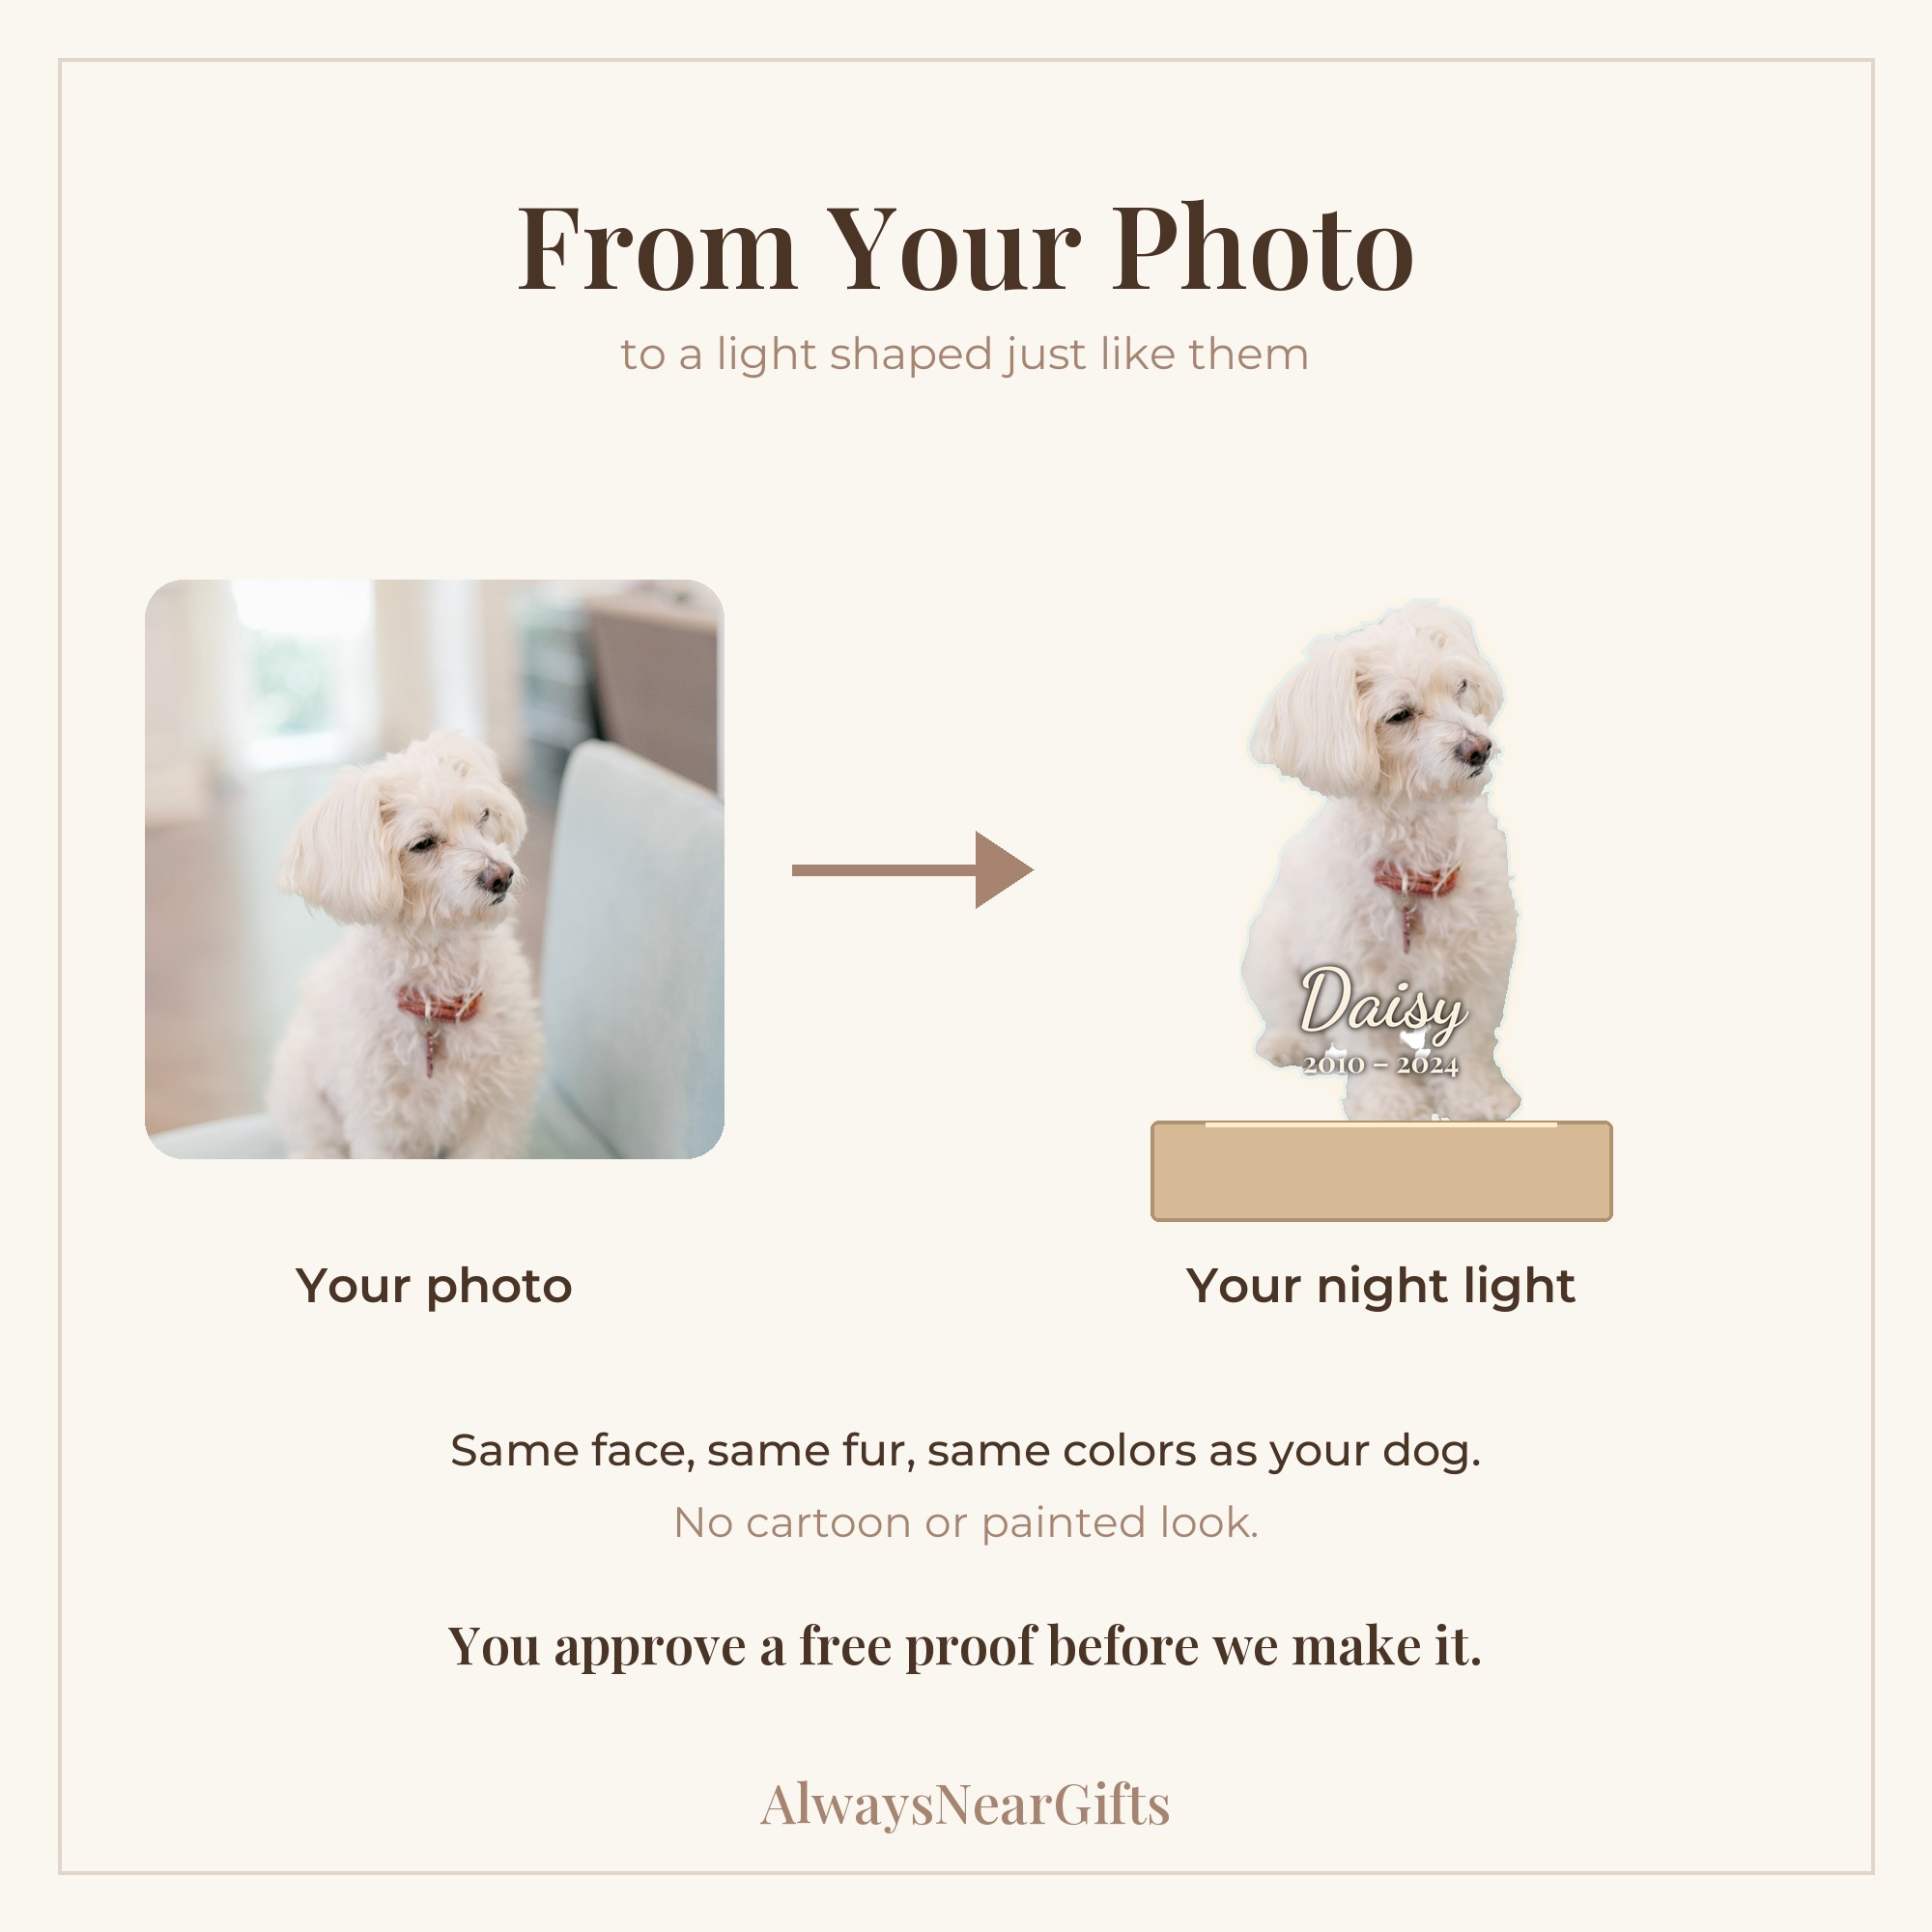 From Your Photo
to a light shaped just like them
Daisy
2010 – 2024
Your photo
Your night light
Same face, same fur, same colors as your dog.
No cartoon or painted look.
You approve a free proof before we make it.
AlwaysNearGifts